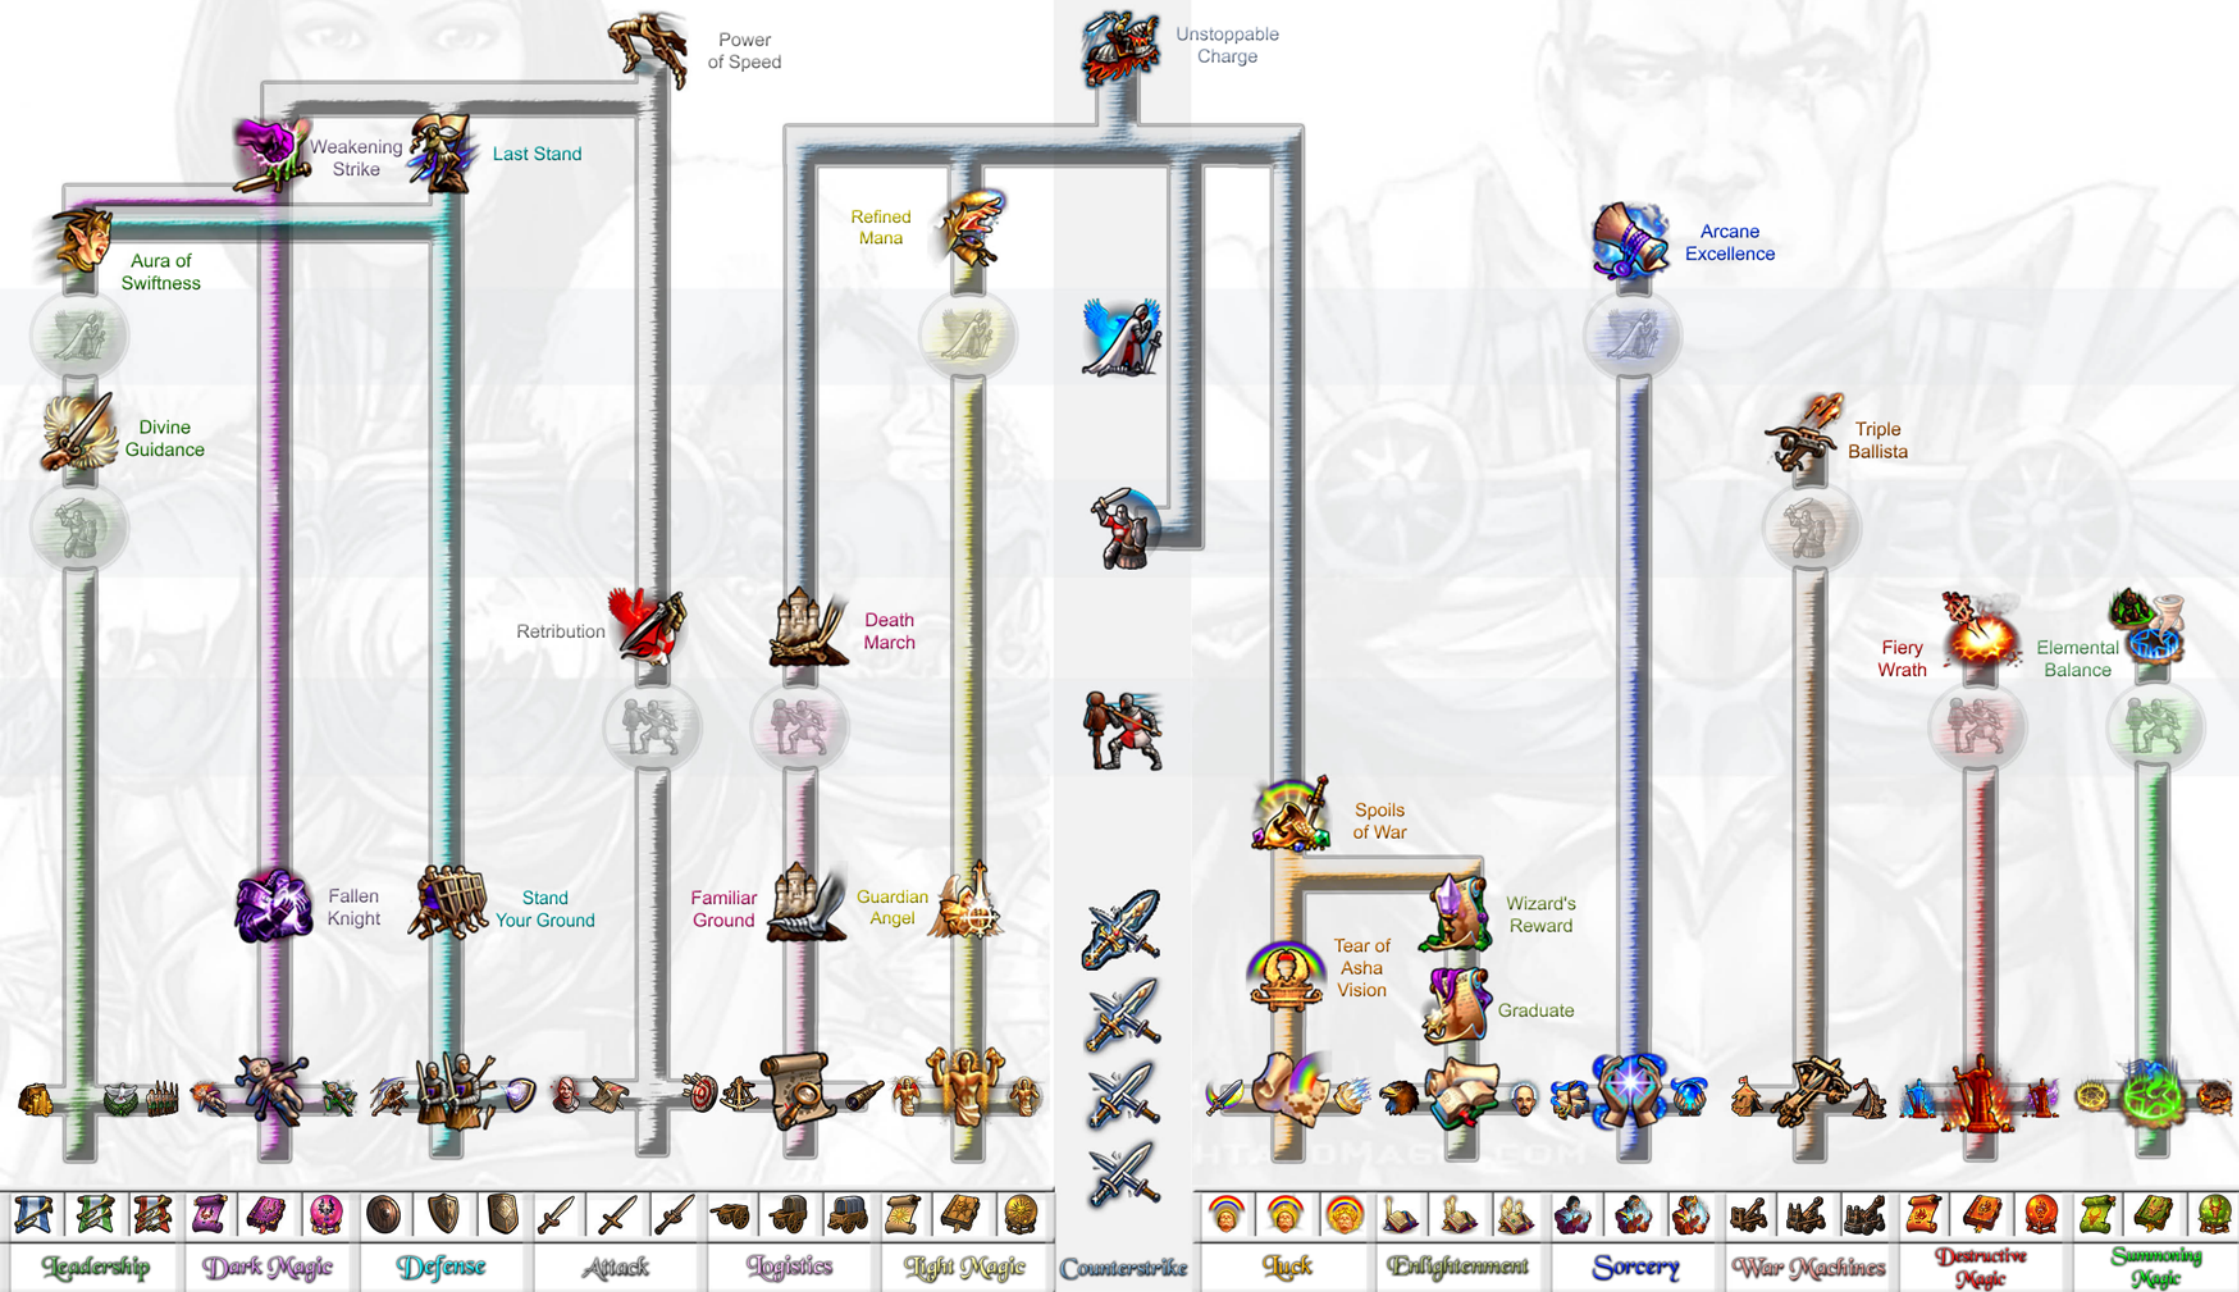 Power
of Speed
Unstoppable
Charge
Weakening
Strike
Last Stand
Refined
Mana
Arcane
Excellence
Aura of
Swiftness
Divine
Guidance
Triple
Ballista
Retribution
Death
March
Fiery
Wrath
Elemental
Balance
Spoils
of War
Fallen
Knight
Stand
Your Ground
Familiar
Ground
Guardian
Angel
Wizard's
Reward
Tear of
Asha
Vision
Graduate
Leadership
Dark Magic
Defense
Attack
Logistics
Light Magic
Counterstrike
Luck
Enlightenment
Sorcery
War Machines
Destructive
Magic
Summoning
Magic